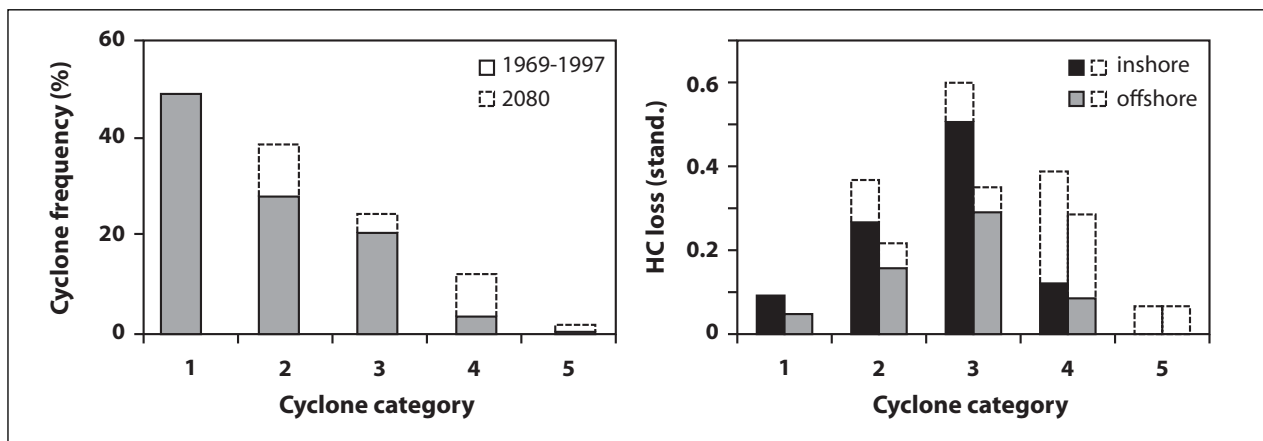 Cyclone frequency (%)
60
40
20
0
1969-1997
2080
1 2 3 4 5
Cyclone category
HC loss (stand.)
0.6
0.4
0.2
0
inshore
offshore
1 2 3 4 5
Cyclone category